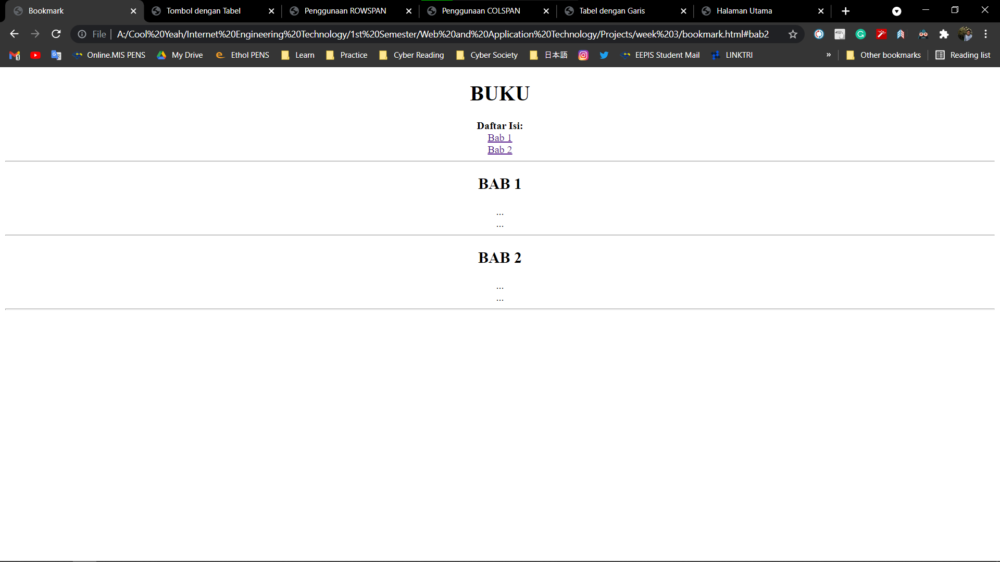 Bookmark
Tombol dengan Tabel
Penggunaan ROWSPAN
Penggunaan COLSPAN
Tabel dengan Garis
Halaman Utama
File | A:/Cool%20Yeah/Internet%20Engineering%20Technology/1st%20Semester/Web%20and%20Application%20Technology/Projects/week%203/bookmark.html#bab2
Online.MIS PENS
My Drive
Ethol PENS
Learn
Practice
Cyber Reading
Cyber Society
日本語
EEPIS Student Mail
LINKTRI
»
Other bookmarks
Reading list
BUKU
Daftar Isi:
Bab 1
Bab 2
BAB 1
...
...
BAB 2
...
...